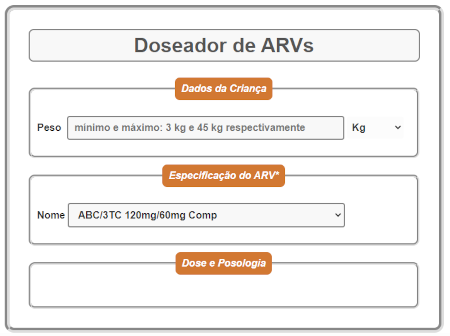 Doseador de ARVs
Dados da Criança
Peso mínimo e máximo: 3 kg e 45 kg respectivamente Kg
Especificação do ARV*
Nome ABC/3TC 120mg/60mg Comp
Dose e Posologia